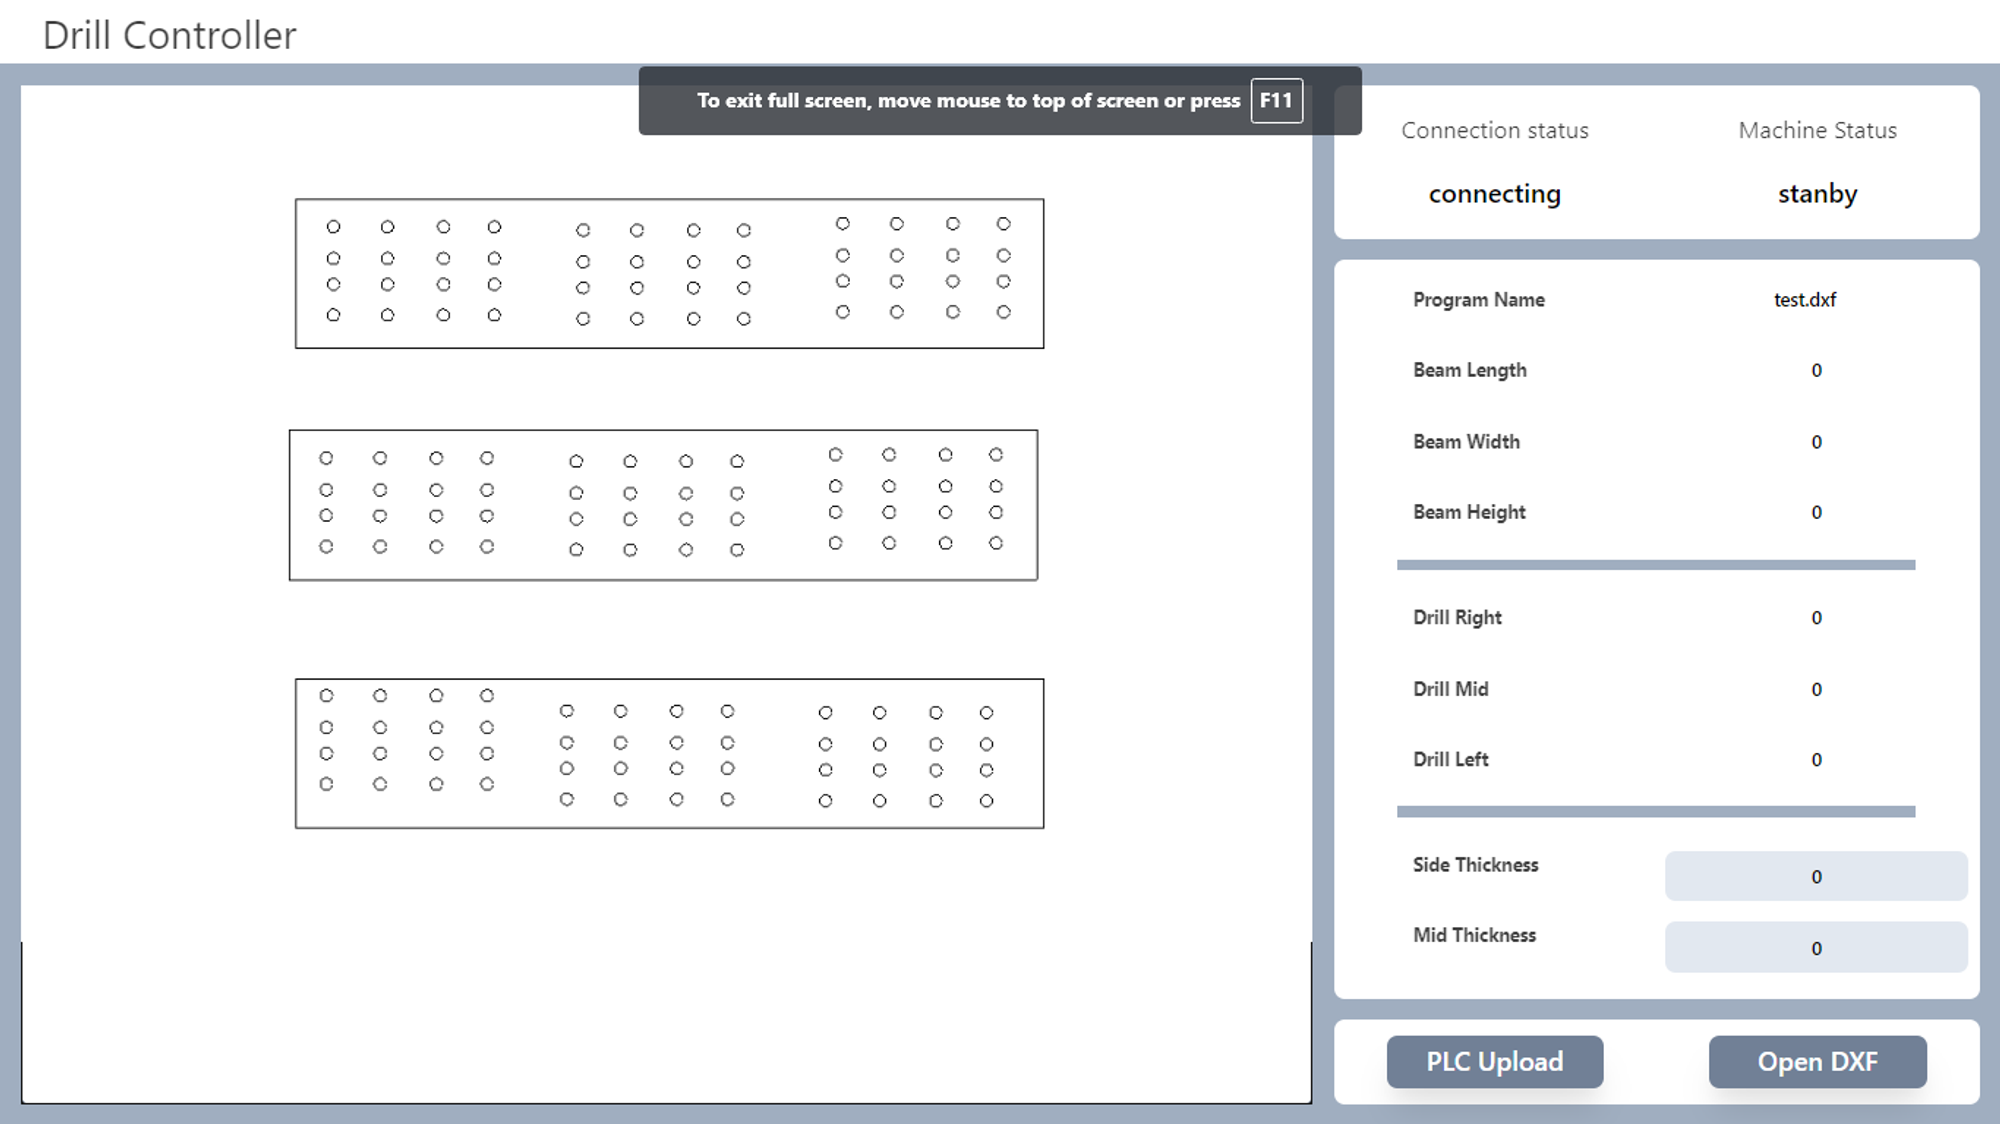 Drill Controller
To exit full screen, move mouse to top of screen or press F11
Connection status
Machine Status
connecting
stanby
Program Name
test.dxf
Beam Length
0
Beam Width
0
Beam Height
0
Drill Right
0
Drill Mid
0
Drill Left
0
Side Thickness
0
Mid Thickness
0
PLC Upload
Open DXF